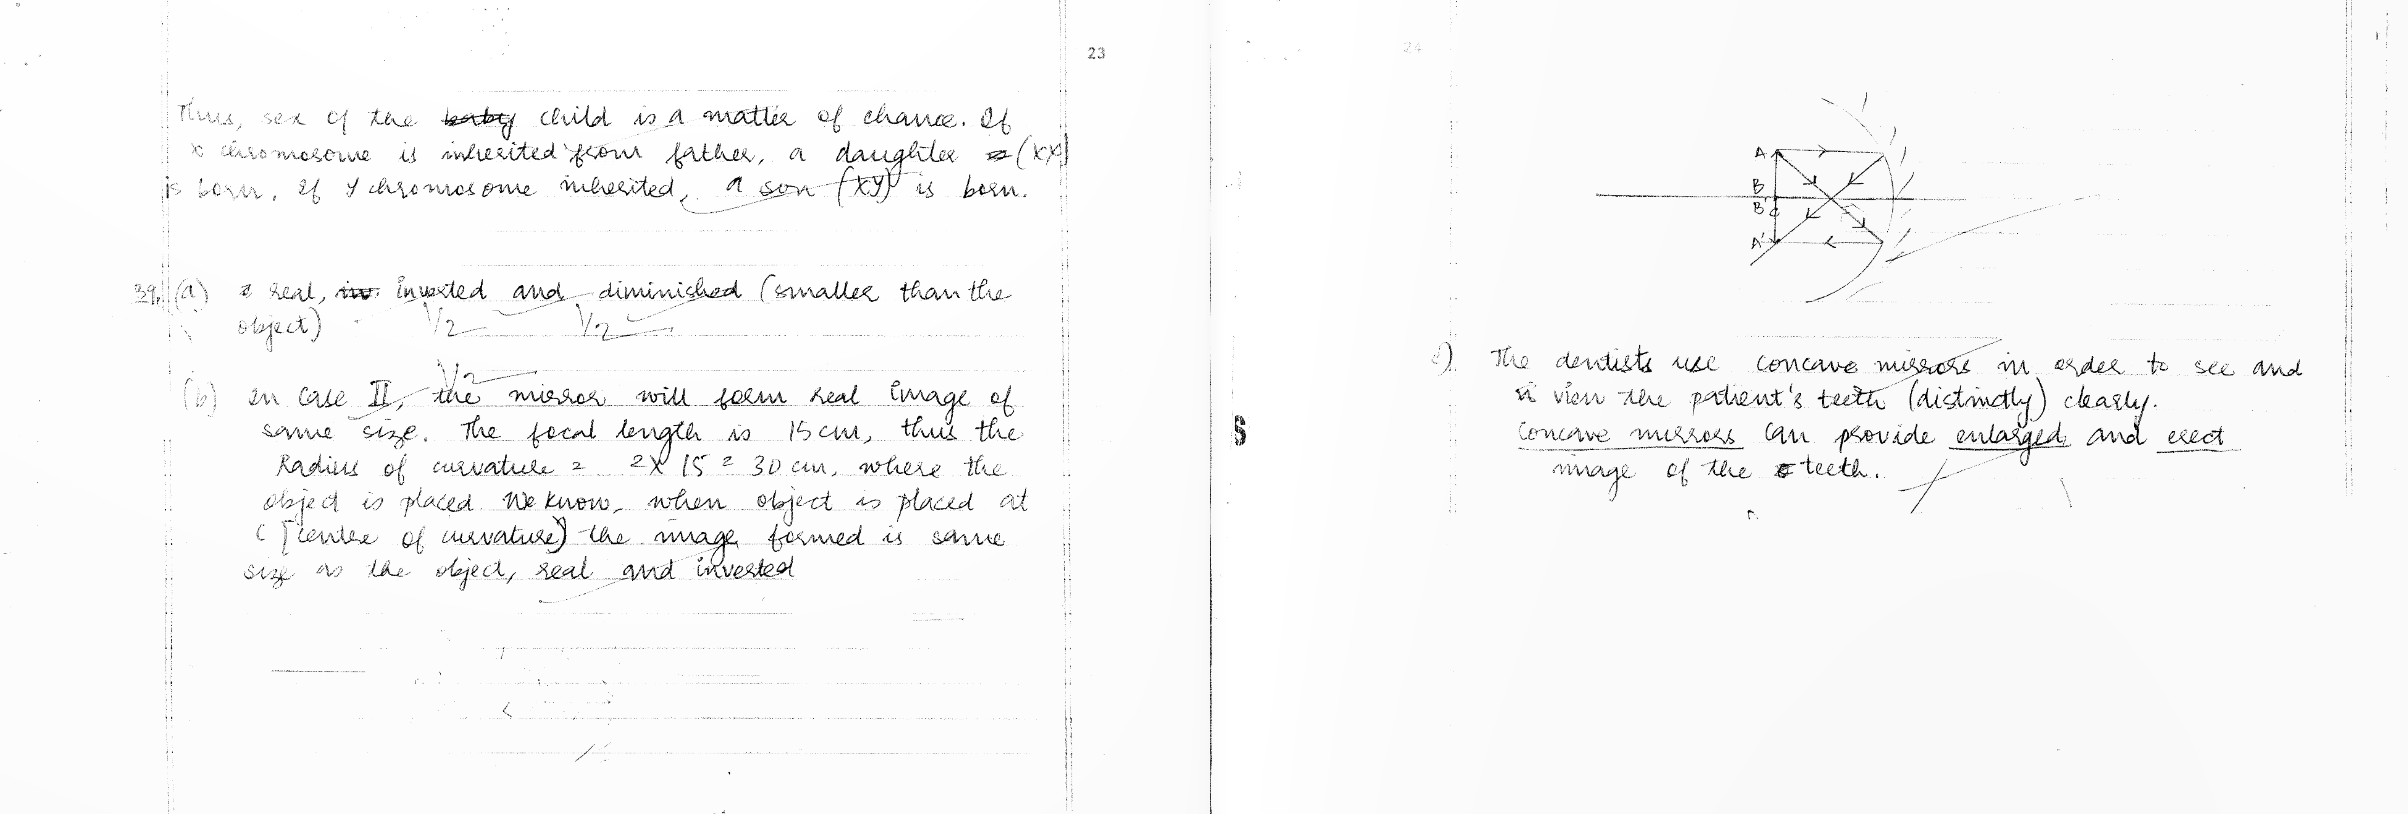 23
Thus, sex of the baby child is a matter of chance. If
x chromosome is inherited from father, a daughter (XX)
is born. If Y chromosome inherited, a son (XY) is born.
39. (a) real, inverted and diminished (smaller than the
object)
1/2 1/2
1/2
(b) In Case II, the mirror will form real image of
same size. The focal length is 15 cm, thus the
Radius of curvature = 2 x 15 = 30 cm, where the
object is placed. We know, when object is placed at
C (centre of curvature) the image formed is same
size as the object, real and inverted
24
A
B
B' C
A'
The dentists use concave mirrors in order to see and
view the patient's teeth (distinctly) clearly.
Concave mirrors can provide enlarged and erect
image of the teeth.